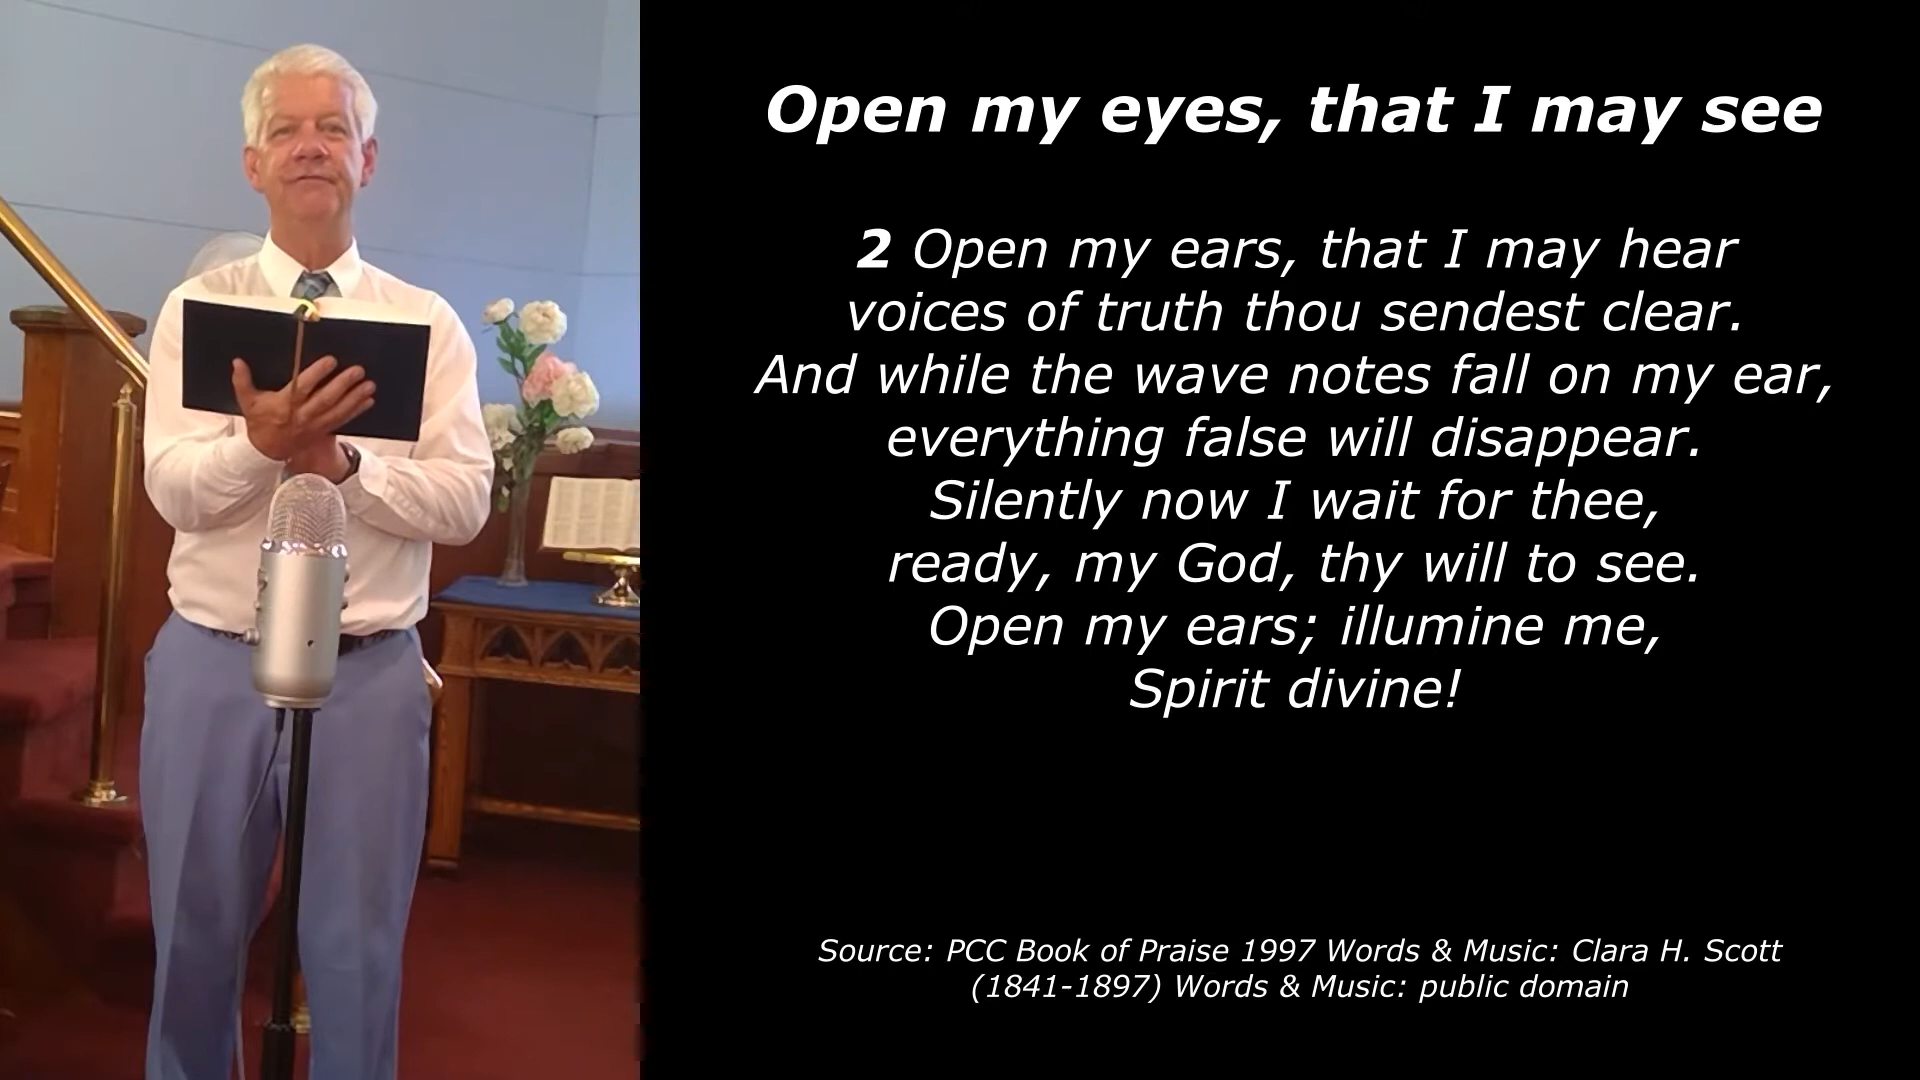 Open my eyes, that I may see
2 Open my ears, that I may hear
voices of truth thou sendest clear.
And while the wave notes fall on my ear,
everything false will disappear.
Silently now I wait for thee,
ready, my God, thy will to see.
Open my ears; illumine me,
Spirit divine!
Source: PCC Book of Praise 1997 Words & Music: Clara H. Scott
(1841-1897) Words & Music: public domain